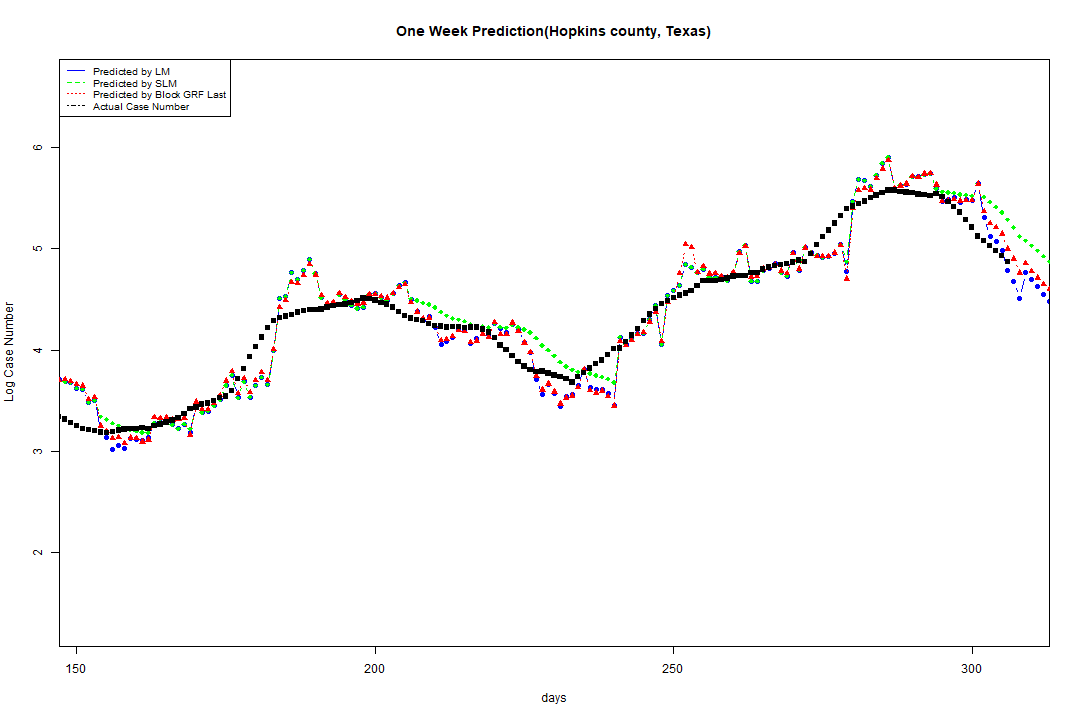 One Week Prediction(Hopkins county, Texas)
Predicted by LM
Predicted by SLM
Predicted by Block GRF Last
Actual Case Number
6
5
4
3
2
Log Case Number
150 200 250 300
days